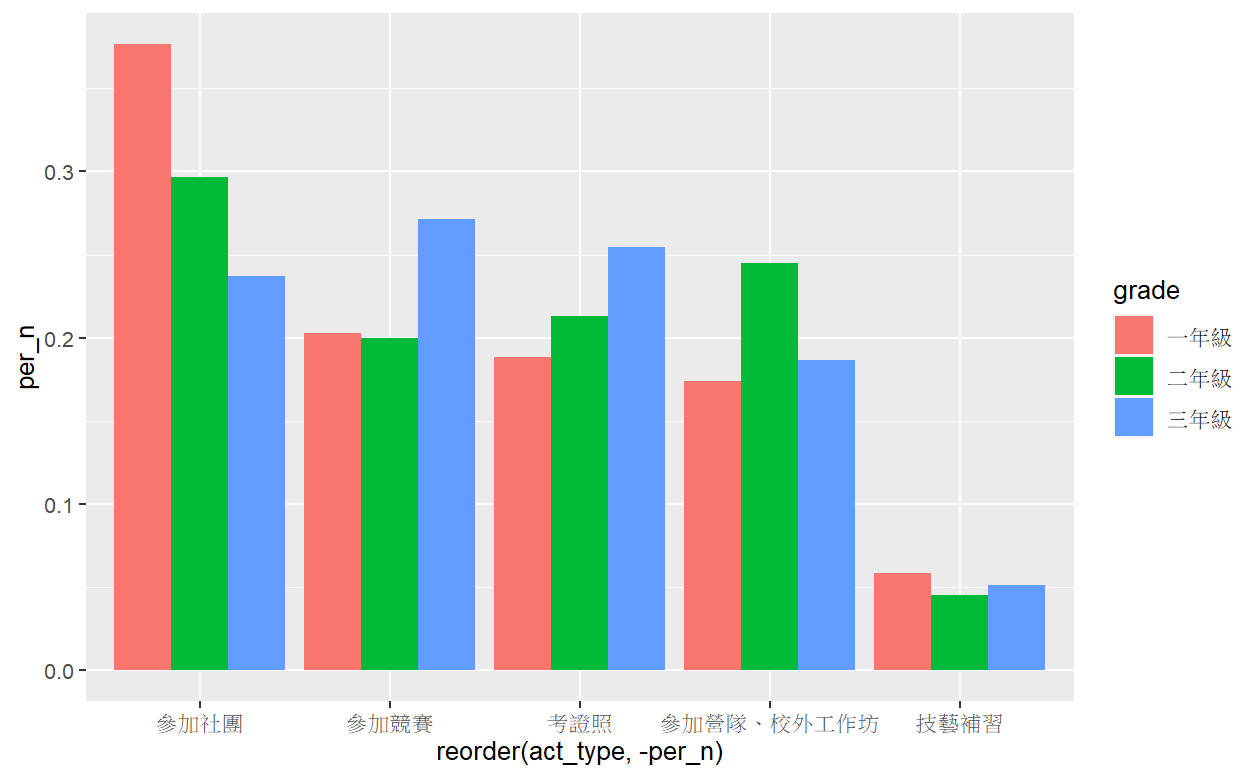 per_n
0.3
0.2
0.1
0.0
參加社團
參加競賽
考證照
參加營隊、校外工作坊
技藝補習
reorder(act_type, -per_n)
grade
一年級
二年級
三年級